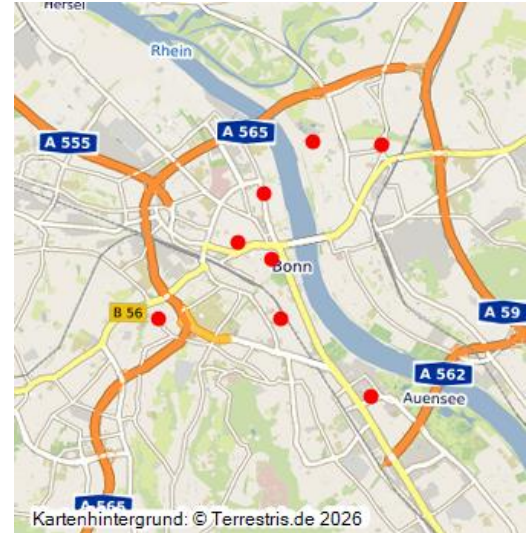 Hersel
Rhein
A 565
A 555
Bonn
B 56
A 59
A 562
Auensee
A 565
Kartenhintergrund: © Terrestris.de 2026